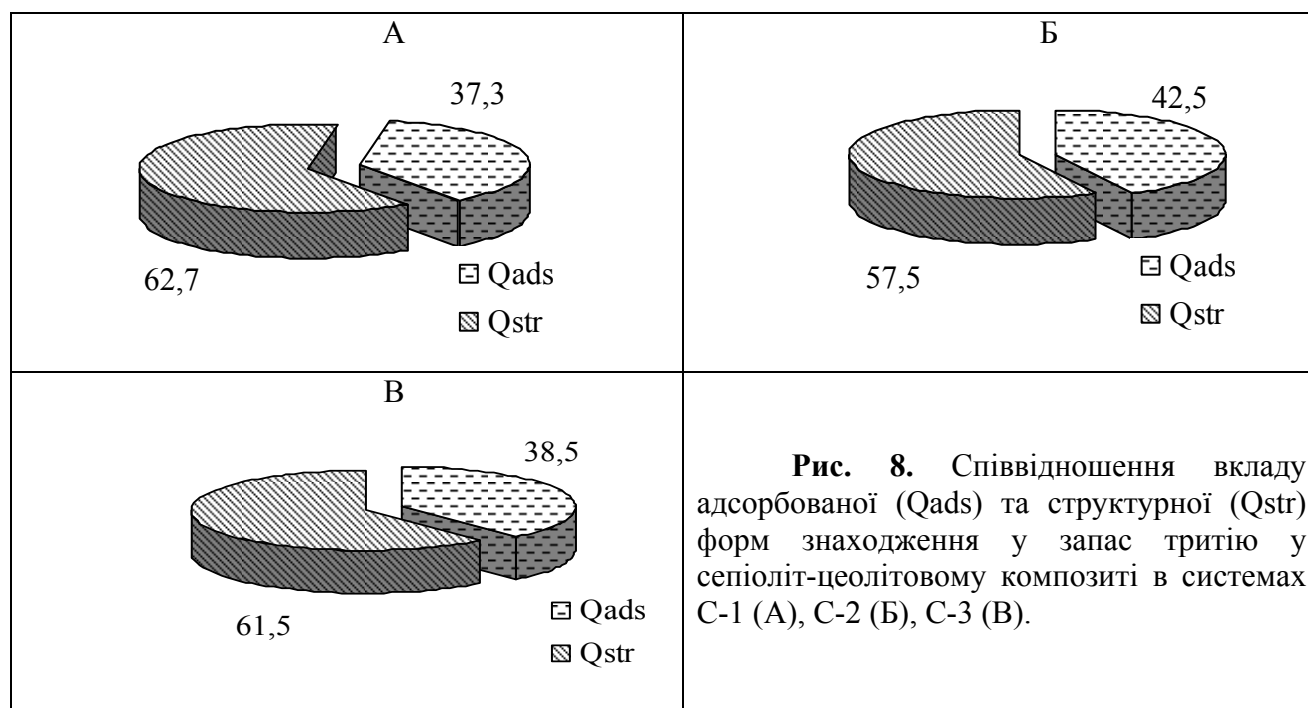 А
37,3
62,7
Qads
Qstr
Б
42,5
57,5
Qads
Qstr
В
38,5
61,5
Qads
Qstr
Рис. 8. Співвідношення вкладу
адсорбованої (Qads) та структурної (Qstr)
форм знаходження у запас тритію у
сепіоліт-цеолітовому композиті в системах
С-1 (А), С-2 (Б), С-3 (В).